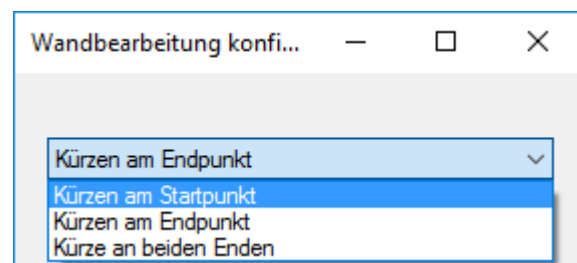 Wandbearbeitung konfi...
Kürzen am Endpunkt
Kürzen am Startpunkt
Kürzen am Endpunkt
Kürze an beiden Enden